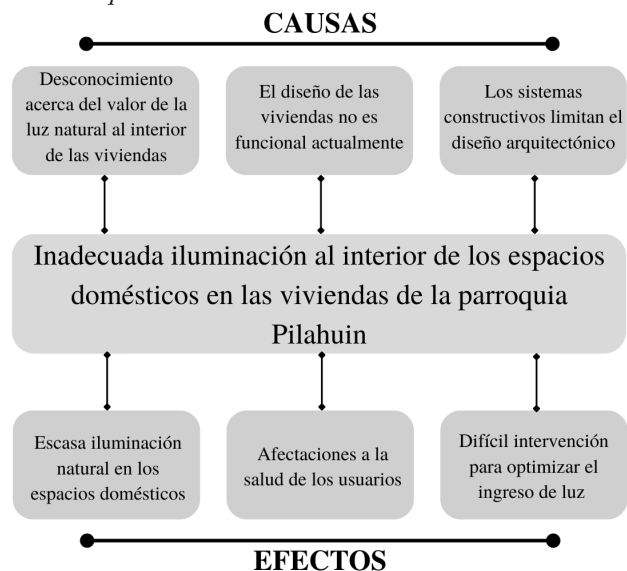 CAUSAS
Desconocimiento
acerca del valor de la
luz natural al interior
de las viviendas
El diseño de las
viviendas no es
funcional actualmente
Los sistemas
constructivos limitan el
diseño arquitectónico
Inadecuada iluminación al interior de los espacios
domésticos en las viviendas de la parroquia
Pilahuin
Escasa iluminación
natural en los
espacios domésticos
Afectaciones a la
salud de los usuarios
Difícil intervención
para optimizar el
ingreso de luz
EFECTOS